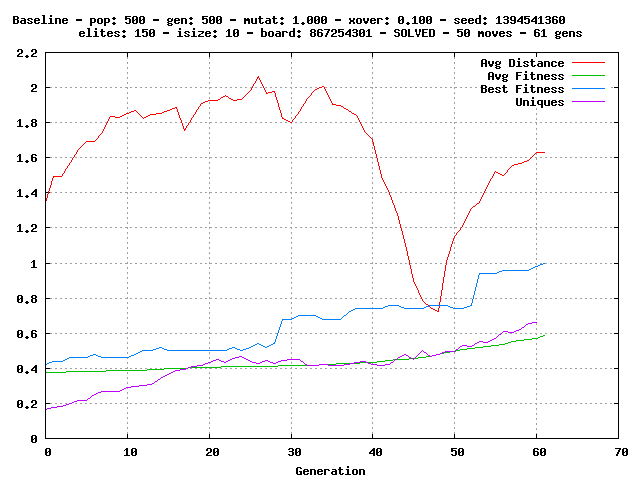 Baseline - pop: 500 - gen: 500 - mutat: 1.000 - xover: 0.100 - seed: 1394541360
elites: 150 - isize: 10 - board: 867254301 - SOLVED - 50 moves - 61 gens
Avg Distance
Avg Fitness
Best Fitness
Uniques
2.2
2
1.8
1.6
1.4
1.2
1
0.8
0.6
0.4
0.2
0
0 10 20 30 40 50 60 70
Generation